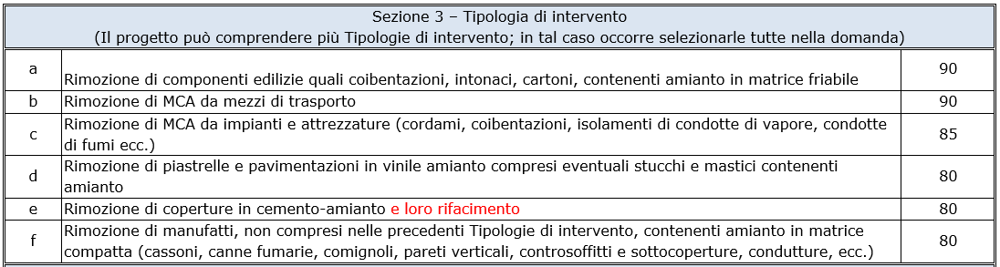 Sezione 3 – Tipologia di intervento
(Il progetto può comprendere più Tipologie di intervento; in tal caso occorre selezionarle tutte nella domanda)
a Rimozione di componenti edilizie quali coibentazioni, intonaci, cartoni, contenenti amianto in matrice friabile 90
b Rimozione di MCA da mezzi di trasporto 90
c Rimozione di MCA da impianti e attrezzature (cordami, coibentazioni, isolamenti di condotte di vapore, condotte
di fumi ecc.) 85
d Rimozione di piastrelle e pavimentazioni in vinile amianto compresi eventuali stucchi e mastici contenenti
amianto 80
e Rimozione di coperture in cemento-amianto e loro rifacimento 80
f Rimozione di manufatti, non compresi nelle precedenti Tipologie di intervento, contenenti amianto in matrice
compatta (cassoni, canne fumarie, comignoli, pareti verticali, controsoffitti e sottocoperture, condutture, ecc.) 80